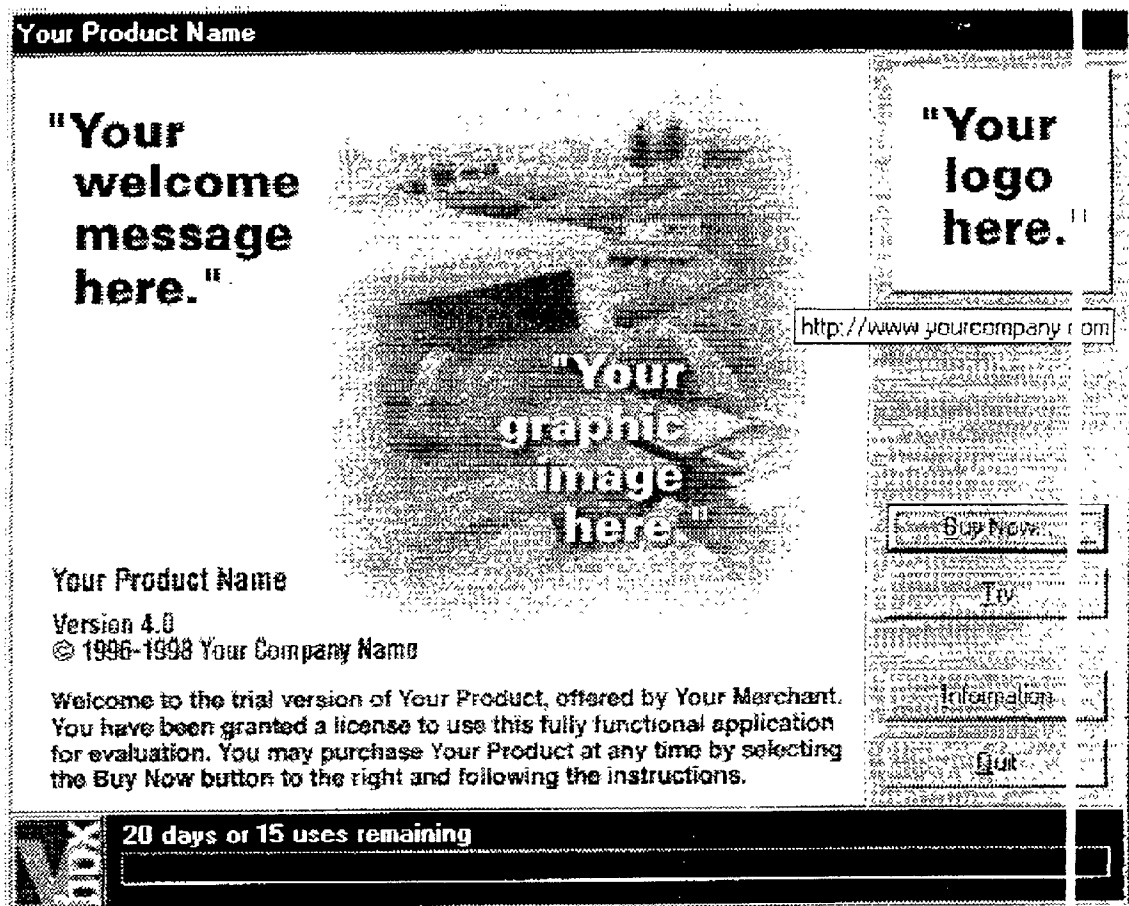 Your Product Name
"Your
welcome
message
here."
"Your
graphic
image
here."
"Your
logo
here."
http://www.yourcompany.com
Buy Now
Try
Information
Quit
Your Product Name
Version 4.0
© 1996-1998 Your Company Name
Welcome to the trial version of Your Product, offered by Your Merchant.
You have been granted a license to use this fully functional application
for evaluation. You may purchase Your Product at any time by selecting
the Buy Now button to the right and following the instructions.
Vbox
20 days or 15 uses remaining